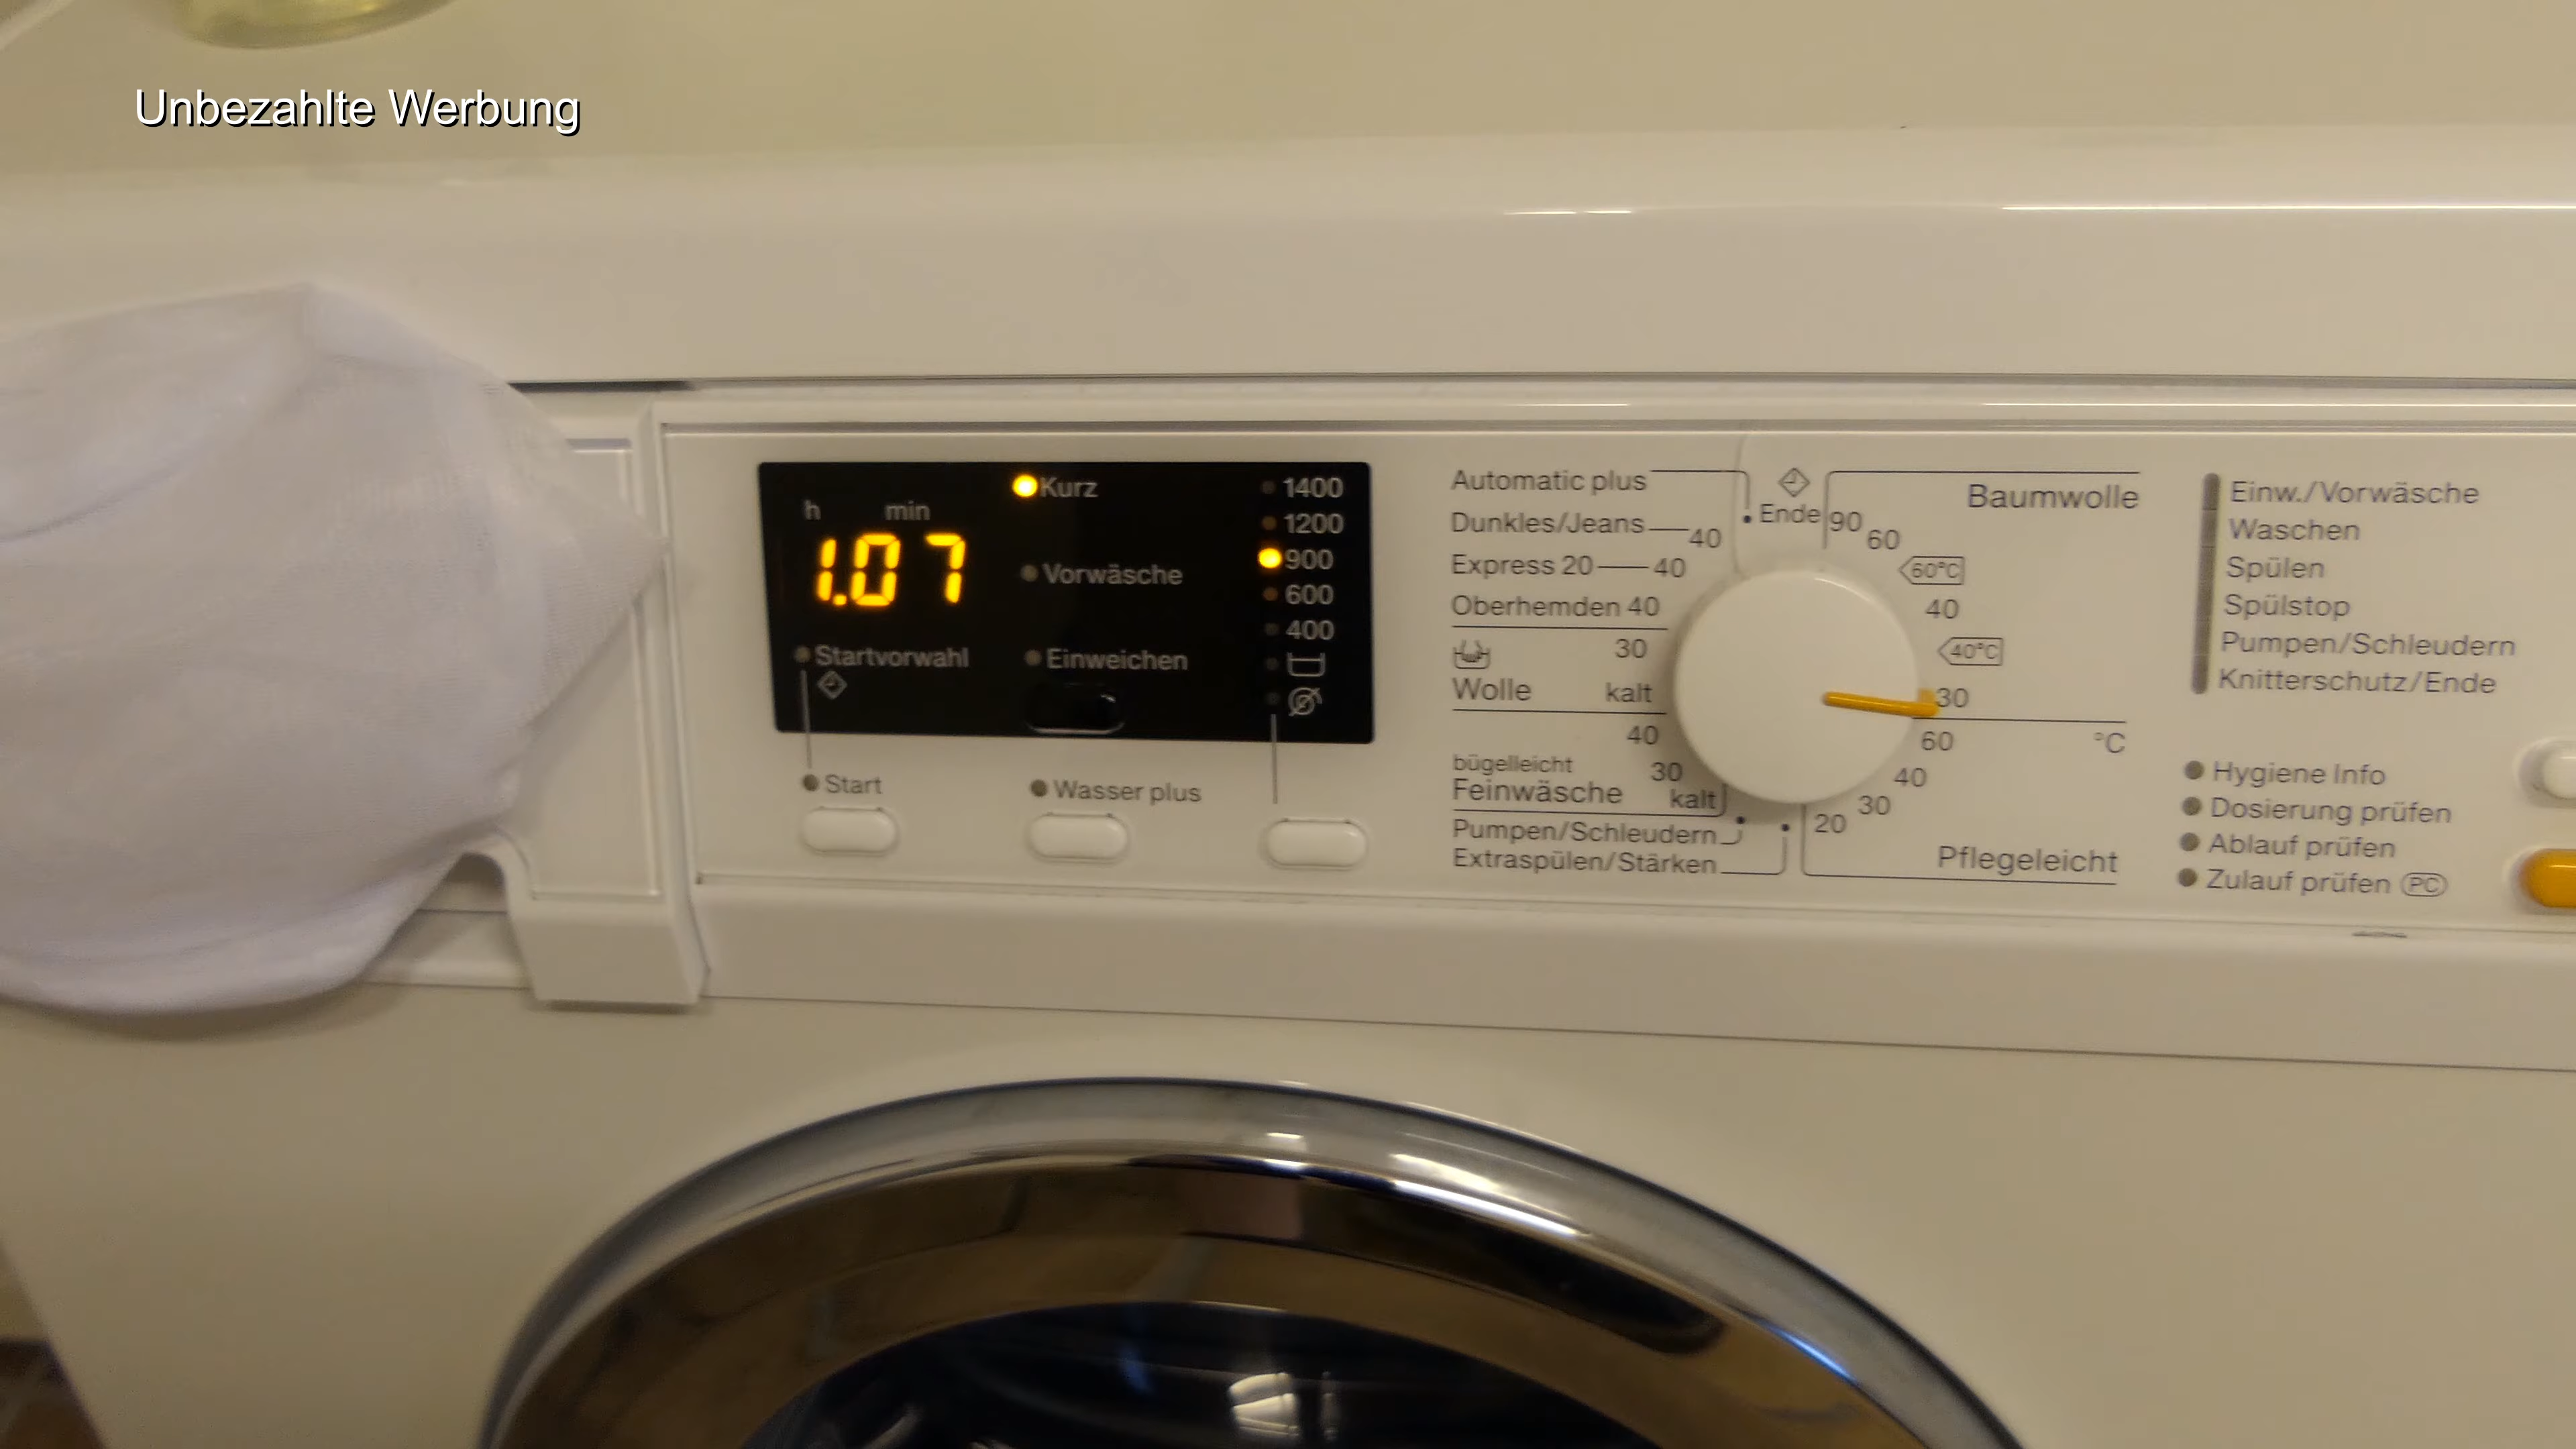 Unbezahlte Werbung
h min
1.07
Kurz
Vorwäsche
Startvorwahl
Einweichen
1400
1200
900
600
400
Start
Wasser plus
Automatic plus
Dunkles/Jeans 40
Express 20 40
Oberhemden 40
30
Wolle kalt
40
bügelleicht 30
Feinwäsche kalt
Pumpen/Schleudern
Extraspülen/Stärken
Ende
Baumwolle
90
60
60°C
40
40°C
30
°C
60
40
30
20
Pflegeleicht
Einw./Vorwäsche
Waschen
Spülen
Spülstop
Pumpen/Schleudern
Knitterschutz/Ende
Hygiene Info
Dosierung prüfen
Ablauf prüfen
Zulauf prüfen PC